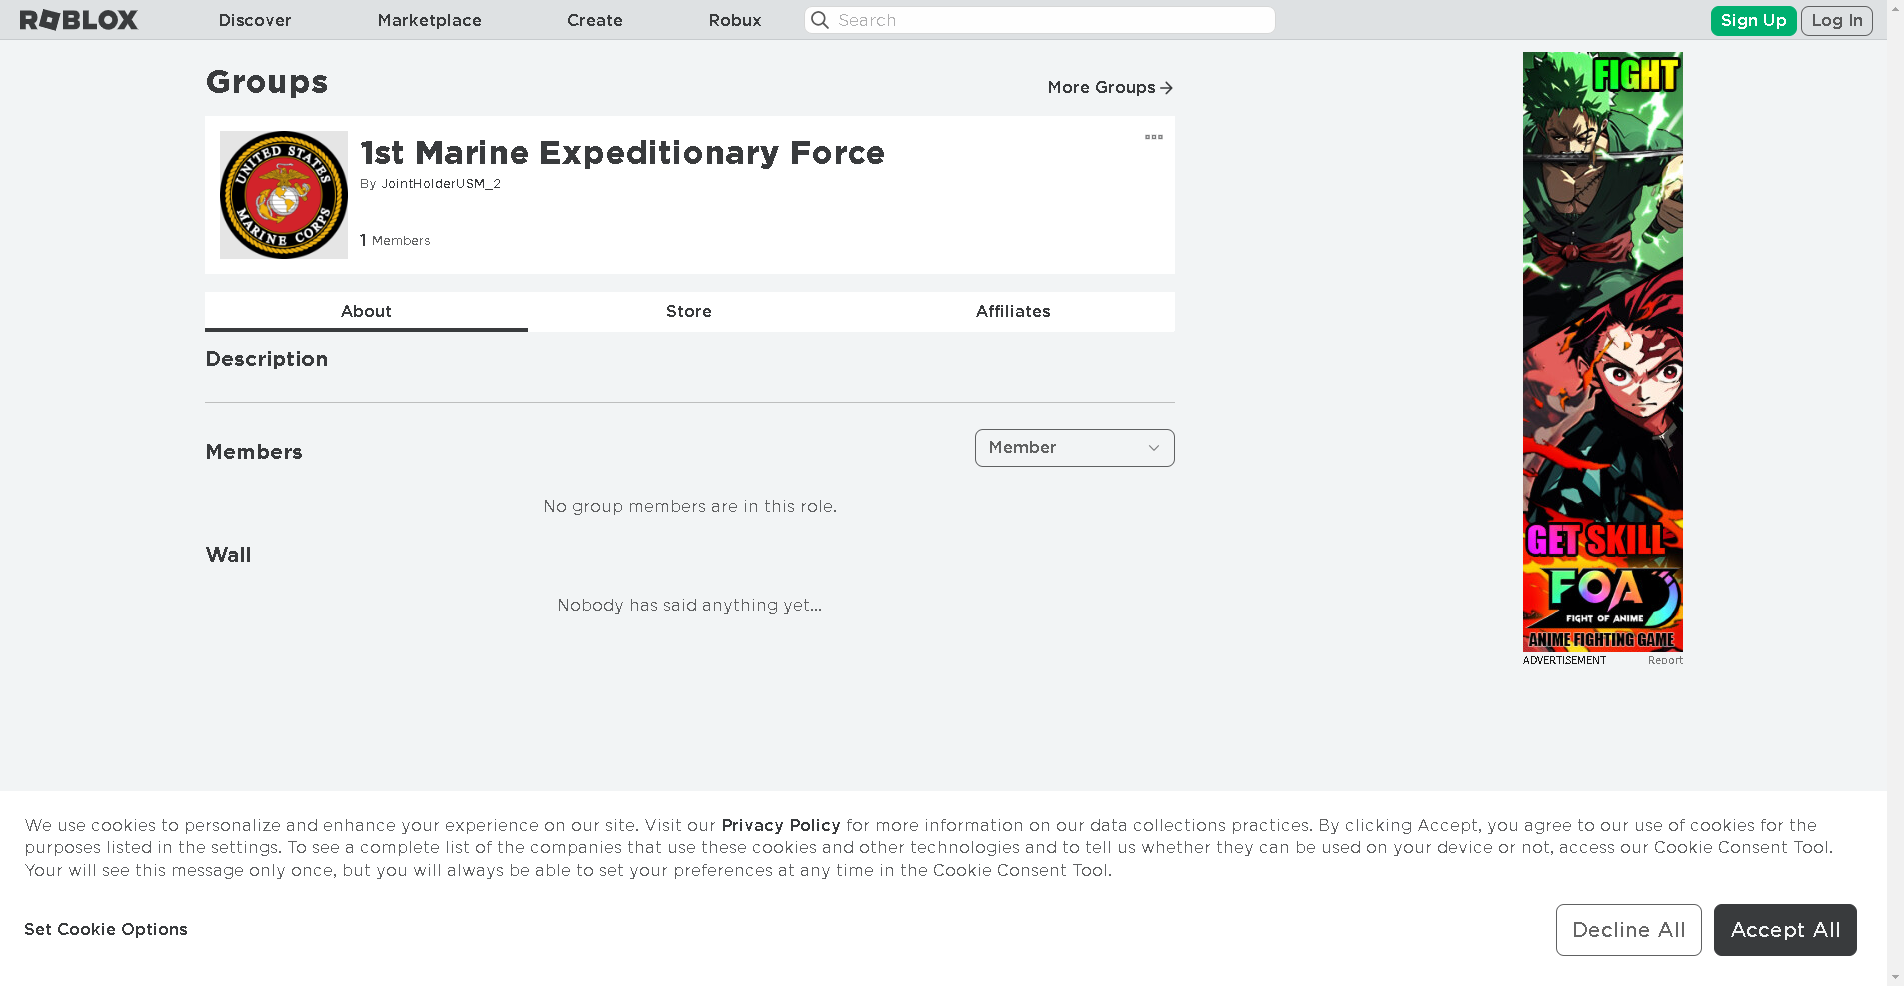 ROBLOX
Discover
Marketplace
Create
Robux
Search
Sign Up
Log In
Groups
More Groups
UNITED STATES
MARINE CORPS
1st Marine Expeditionary Force
By JointHolderUSM_2
1 Members
About
Store
Affiliates
Description
Members
Member
No group members are in this role.
Wall
Nobody has said anything yet...
FIGHT
GET SKILL
FOA
FIGHT OF ANIME
ANIME FIGHTING GAME
ADVERTISEMENT
Report
We use cookies to personalize and enhance your experience on our site. Visit our Privacy Policy for more information on our data collections practices. By clicking Accept, you agree to our use of cookies for the
purposes listed in the settings. To see a complete list of the companies that use these cookies and other technologies and to tell us whether they can be used on your device or not, access our Cookie Consent Tool.
Your will see this message only once, but you will always be able to set your preferences at any time in the Cookie Consent Tool.
Set Cookie Options
Decline All
Accept All